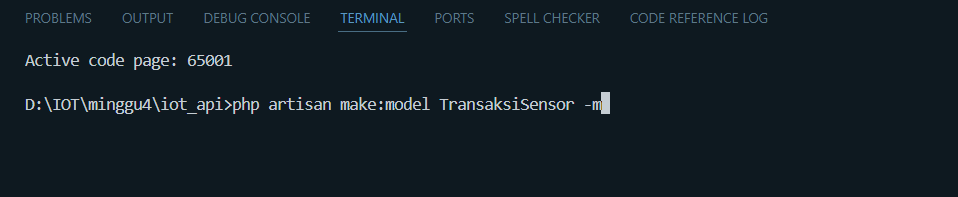 PROBLEMS OUTPUT DEBUG CONSOLE TERMINAL PORTS SPELL CHECKER CODE REFERENCE LOG
Active code page: 65001
D:\IOT\minggu4\iot_api>php artisan make:model TransaksiSensor -m